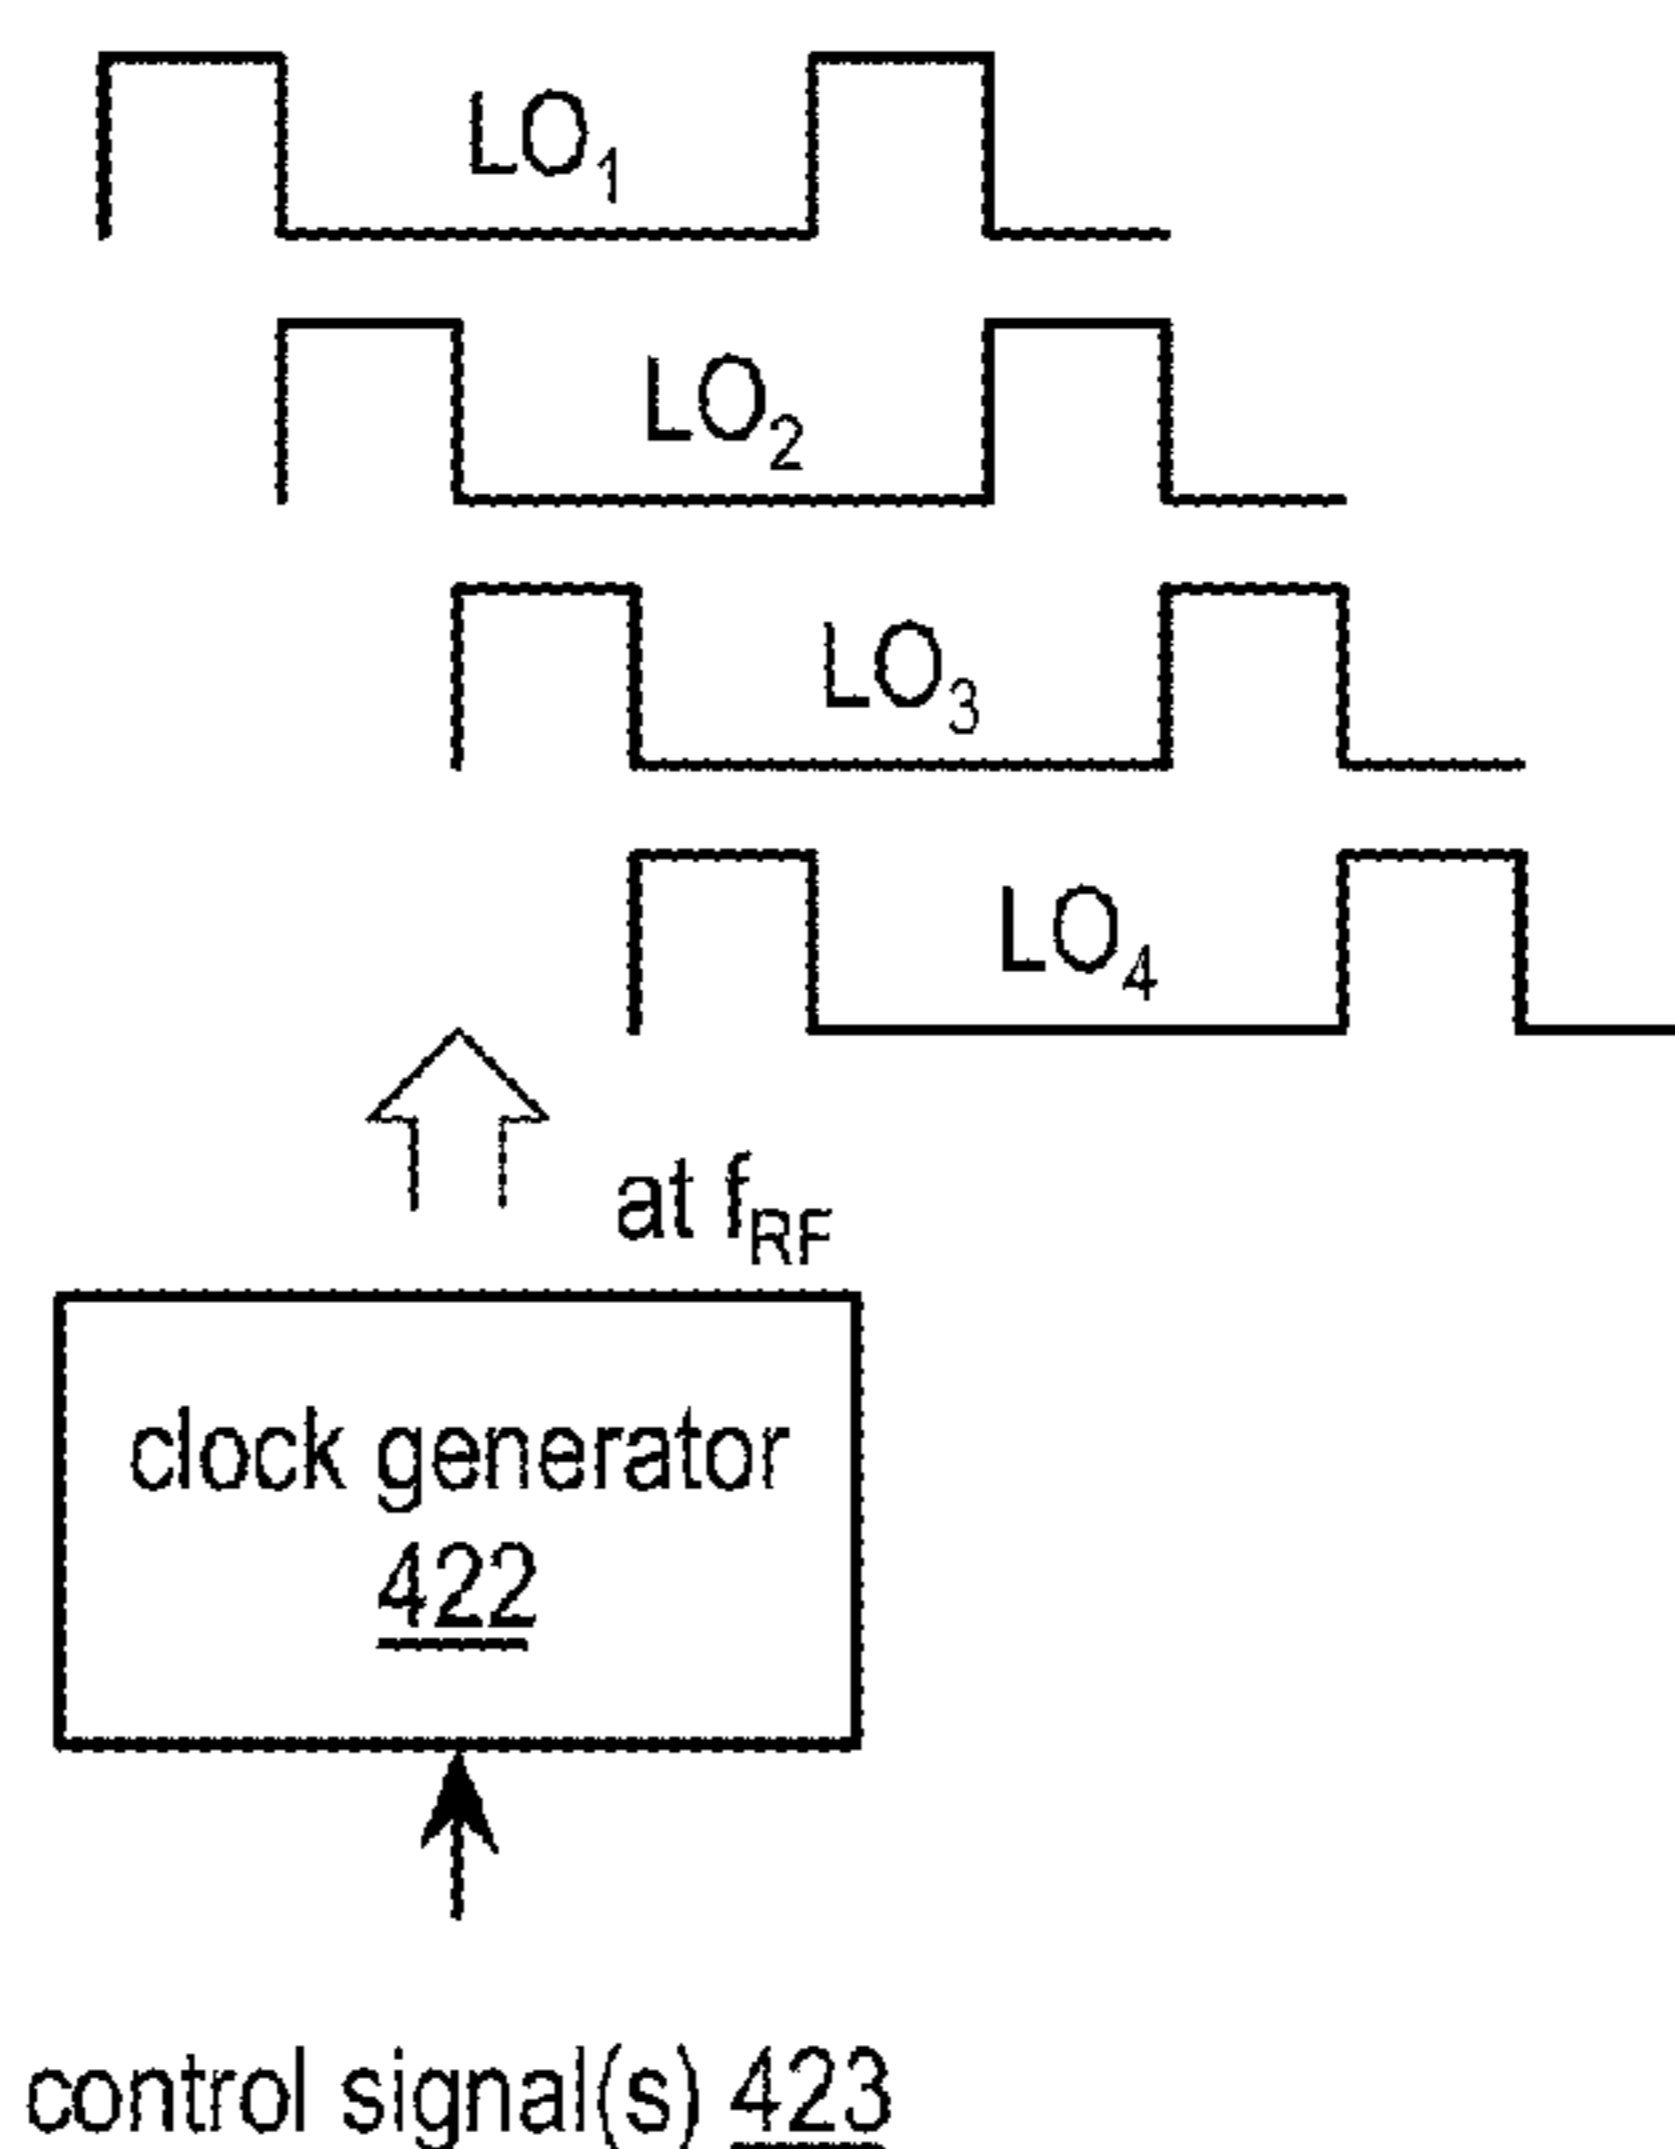 LO1
LO2
LO3
LO4
at fRF
clock generator
422
control signal(s) 423